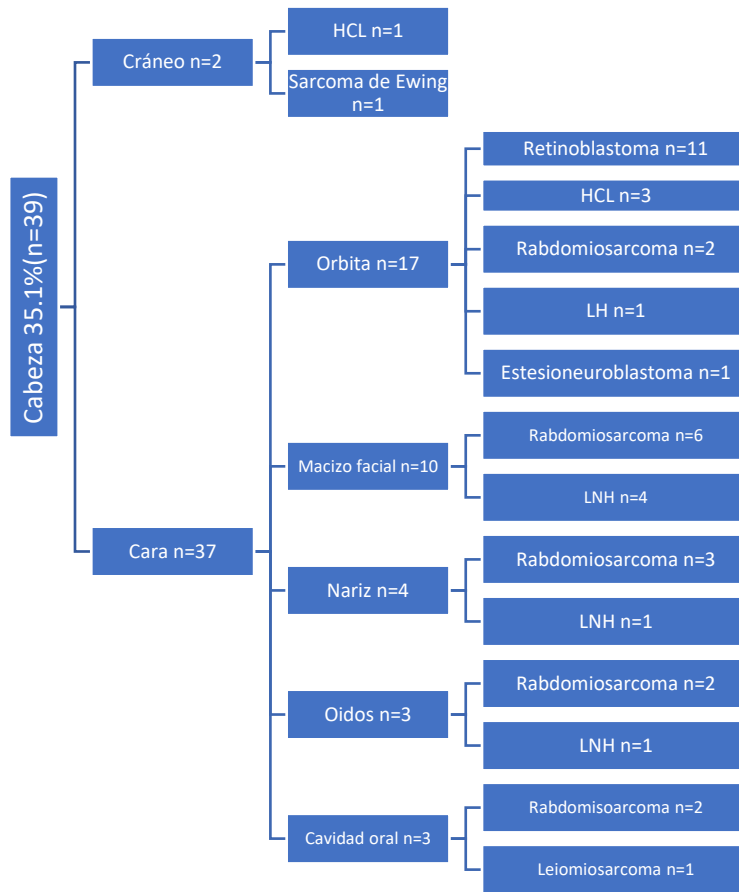 Cabeza 35.1%(n=39)
Cráneo n=2
HCL n=1
Sarcoma de Ewing
n=1
Cara n=37
Orbita n=17
Retinoblastoma n=11
HCL n=3
Rabdomiosarcoma n=2
LH n=1
Estesioneuroblastoma n=1
Macizo facial n=10
Rabdomiosarcoma n=6
LNH n=4
Nariz n=4
Rabdomiosarcoma n=3
LNH n=1
Oidos n=3
Rabdomiosarcoma n=2
LNH n=1
Cavidad oral n=3
Rabdomisoarcoma n=2
Leiomiosarcoma n=1